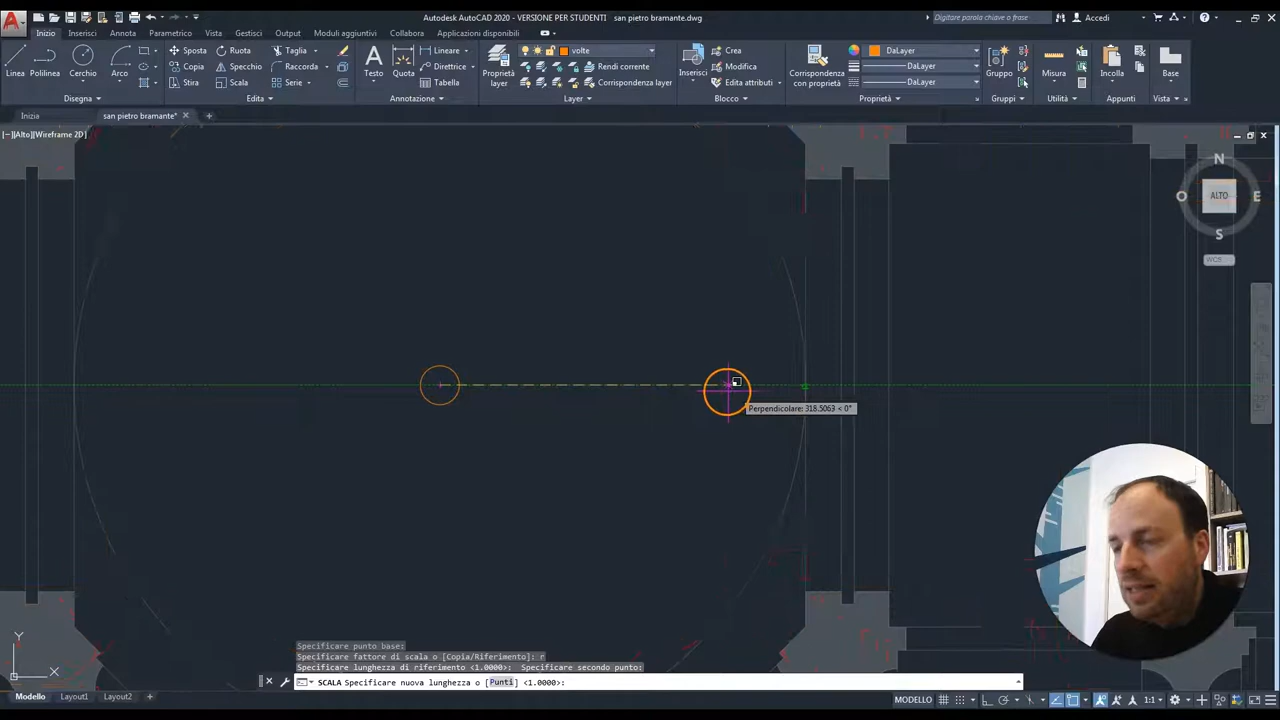 Autodesk AutoCAD 2020 - VERSIONE PER STUDENTI    san pietro bramante.dwg
Digitare parola chiave o frase
Accedi
Inizio Inserisci Annota Parametrico Vista Gestisci Output Moduli aggiuntivi Collabora Applicazioni disponibili
Linea Polilinea Cerchio Arco
Sposta Ruota Taglia
Copia Specchio Raccorda
Stira Scala Serie
Testo Quota
Lineare
Direttrice
Tabella
Proprietà layer
volte
Rendi corrente
Corrispondenza layer
Inserisci
Crea
Modifica
Modifica attributi
Corrispondenza con proprietà
DaLayer
DaLayer
DaLayer
Gruppo Misura Incolla Base
Disegna Edita Annotazione Layer Blocco Proprietà Gruppi Utilità Appunti Vista
Inizia san pietro bramante*
[−][Alto][Wireframe 2D]
N
O ALTO E
S
WCS
Perpendicolare: 318.5063 < 0°
Specificare punto base:
Specificare fattore di scala o [Copia/Riferimento]: r
Specificare lunghezza di riferimento <1.0000>:  Specificare secondo punto:
SCALA Specificare nuova lunghezza o [Punti] <1.0000>:
Y
X
Modello Layout1 Layout2
MODELLO 1:1